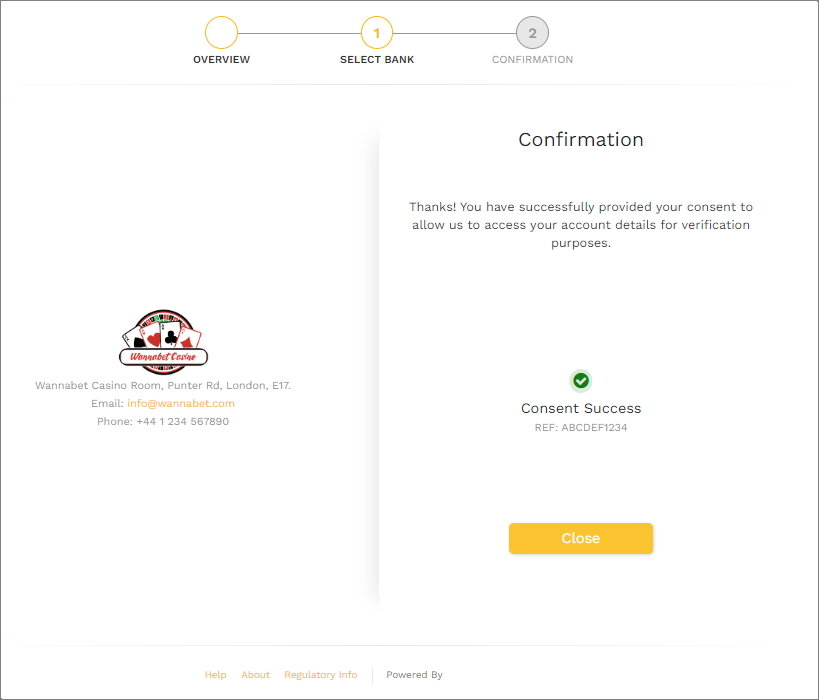 1
2
OVERVIEW
SELECT BANK
CONFIRMATION
Confirmation
Thanks! You have successfully provided your consent to
allow us to access your account details for verification
purposes.
Wannabet Casino
Wannabet Casino Room, Punter Rd, London, E17.
Email: info@wannabet.com
Phone: +44 1 234 567890
Consent Success
REF: ABCDEF1234
Close
Help
About
Regulatory Info
Powered By